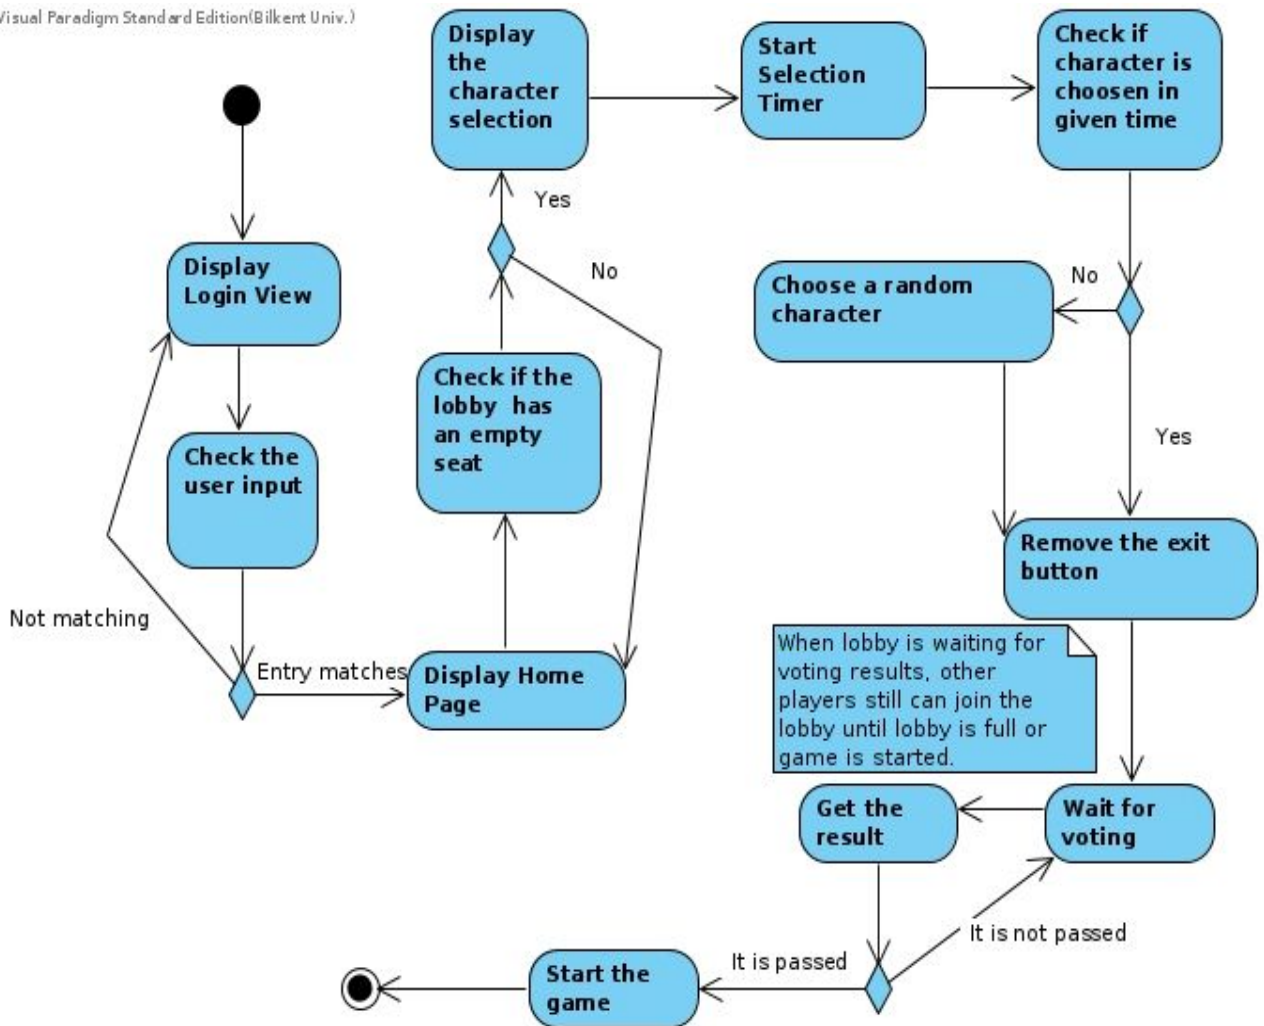 Visual Paradigm Standard Edition(Bilkent Univ.)
Display
the
character
selection
Start
Selection
Timer
Check if
character is
choosen in
given time
Yes
No
Display
Login View
Choose a random
character
No
Check if the
lobby has
an empty
seat
Yes
Check the
user input
Remove the exit
button
Not matching
Entry matches
Display Home
Page
When lobby is waiting for
voting results, other
players still can join the
lobby until lobby is full or
game is started.
Get the
result
Wait for
voting
It is not passed
It is passed
Start the
game